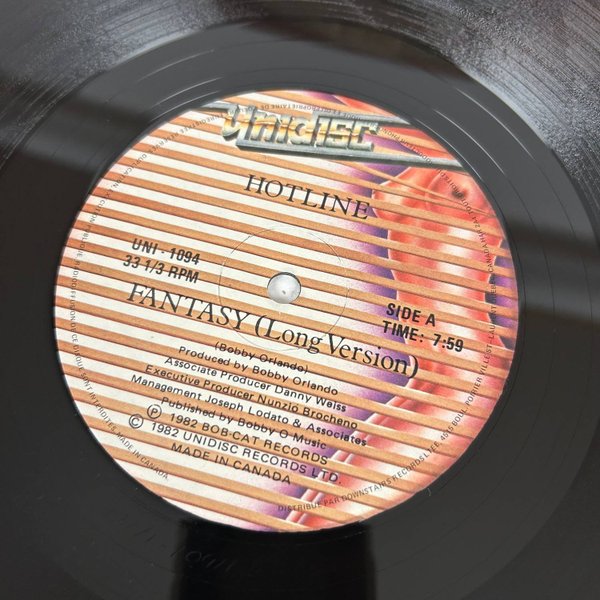 unidisc
HOTLINE
UNI - 1094
33 1/3 RPM
SIDE A
TIME: 7:59
FANTASY (Long Version)
(Bobby Orlando)
Produced by Bobby Orlando
Associate Producer Danny Weiss
Executive Producer Nunzio Brocheno
Management Joseph Lodato & Associates
Published by Bobby O Music
Ⓟ 1982 BOB-CAT RECORDS
© 1982 UNIDISC RECORDS LTD.
MADE IN CANADA
DISTRIBUE PAR DOWNSTAIRS RECORDS LTEE,
MADE IN CANADA